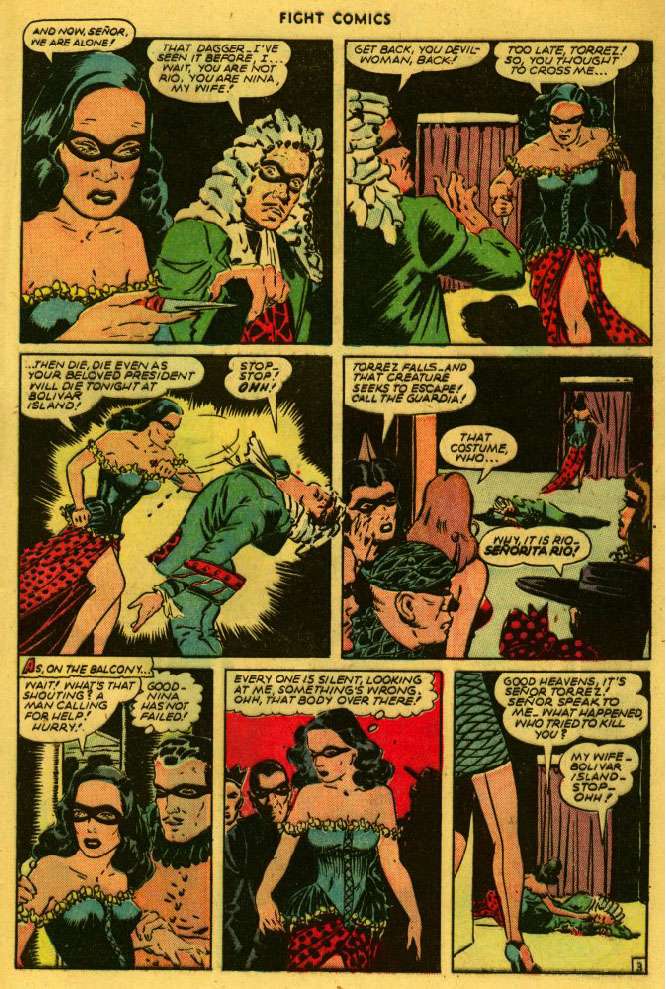 FIGHT COMICS
AND NOW, SEÑOR,
WE ARE ALONE!
THAT DAGGER—I'VE
SEEN IT BEFORE, I...
WAIT, YOU ARE NOT
RIO, YOU ARE NINA,
MY WIFE!
GET BACK, YOU DEVIL-
WOMAN, BACK!
TOO LATE, TORREZ!
SO, YOU THOUGHT
TO CROSS ME...
...THEN DIE, DIE EVEN AS
YOUR BELOVED PRESIDENT
WILL DIE TONIGHT AT
BOLIVAR
ISLAND!
STOP—
STOP!
OHH!
TORREZ FALLS—AND
THAT CREATURE
SEEKS TO ESCAPE!
CALL THE GUARDIA!
THAT
COSTUME,
WHO...
WHY, IT IS RIO—
SEÑORITA RIO!
AS, ON THE BALCONY...
WAIT! WHAT'S THAT
SHOUTING? A
MAN CALLING
FOR HELP!
HURRY!
GOOD—
NINA
HAS NOT
FAILED!
EVERY ONE IS SILENT, LOOKING
AT ME, SOMETHING'S WRONG,
OHH, THAT BODY OVER THERE!
GOOD HEAVENS, IT'S
SEÑOR TORREZ!
SEÑOR SPEAK TO
ME—WHAT HAPPENED,
WHO TRIED TO KILL
YOU?
MY WIFE—
BOLIVAR
ISLAND—
STOP—
OHH!
3